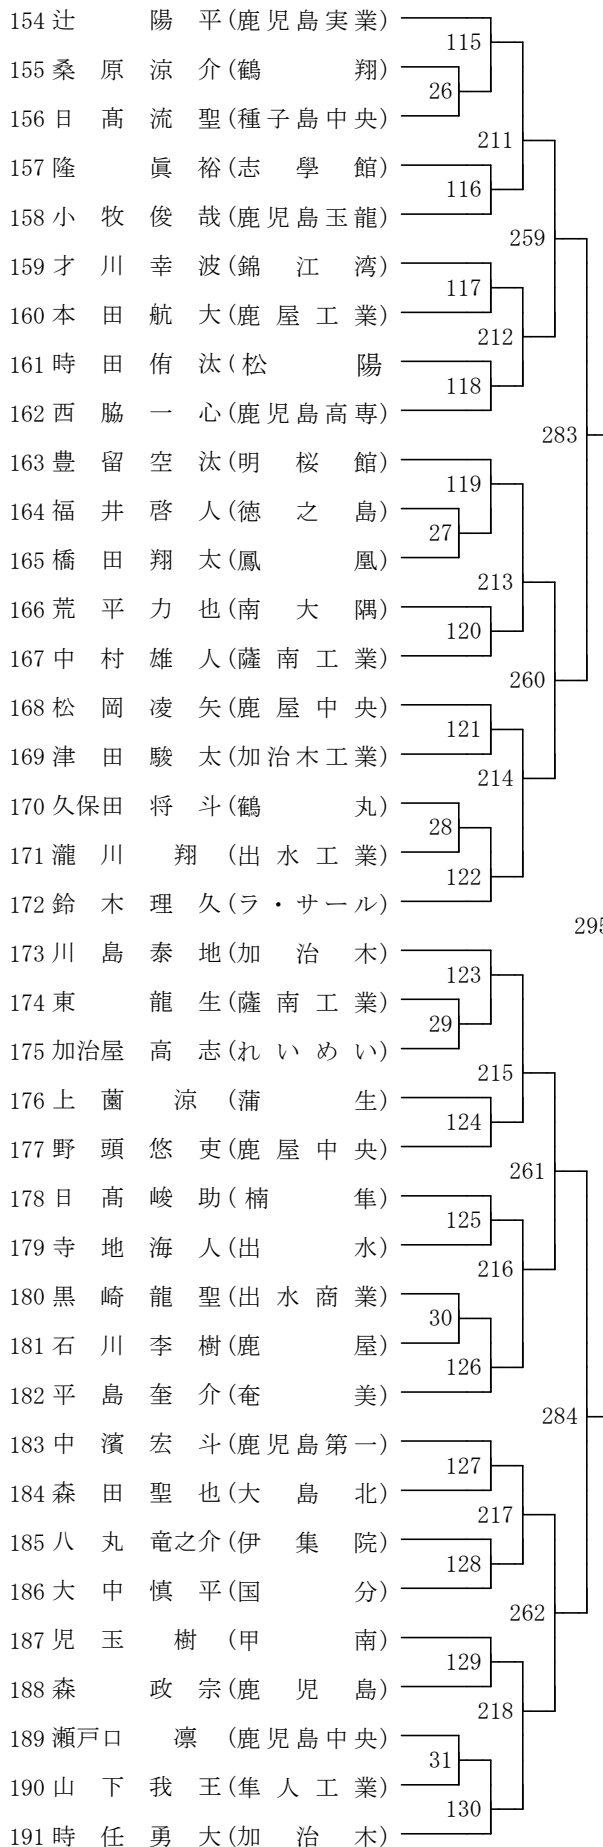 154 辻 陽 平 (鹿児島実業)
115
155 桑 原 涼 介 (鶴 翔)
26
156 日 髙 流 聖 (種子島中央)
211
157 隆 眞 裕 (志 學 館)
116
158 小 牧 俊 哉 (鹿児島玉龍)
259
159 才 川 幸 波 (錦 江 湾)
117
160 本 田 航 大 (鹿 屋 工 業)
212
161 時 田 侑 汰 (松 陽)
118
162 西 脇 一 心 (鹿児島高専)
283
163 豊 留 空 汰 (明 桜 館)
119
164 福 井 啓 人 (徳 之 島)
27
165 橋 田 翔 太 (鳳 凰)
213
166 荒 平 力 也 (南 大 隅)
120
167 中 村 雄 人 (薩 南 工 業)
260
168 松 岡 凌 矢 (鹿 屋 中 央)
121
169 津 田 駿 太 (加治木工業)
214
170 久保田 将 斗 (鶴 丸)
28
171 瀧 川 翔 (出 水 工 業)
122
172 鈴 木 理 久 (ラ・サール)
295
173 川 島 泰 地 (加 治 木)
123
174 東 龍 生 (薩 南 工 業)
29
175 加治屋 高 志 (れ い め い)
215
176 上 薗 涼 (蒲 生)
124
177 野 頭 悠 吏 (鹿 屋 中 央)
261
178 日 髙 峻 助 (楠 隼)
125
179 寺 地 海 人 (出 水)
216
180 黒 崎 龍 聖 (出 水 商 業)
30
181 石 川 李 樹 (鹿 屋)
126
182 平 島 奎 介 (奄 美)
284
183 中 濱 宏 斗 (鹿児島第一)
127
184 森 田 聖 也 (大 島 北)
217
185 八 丸 竜之介 (伊 集 院)
128
186 大 中 慎 平 (国 分)
262
187 児 玉 樹 (甲 南)
129
188 森 政 宗 (鹿 児 島)
218
189 瀬戸口 凛 (鹿児島中央)
31
190 山 下 我 王 (隼 人 工 業)
130
191 時 任 勇 大 (加 治 木)